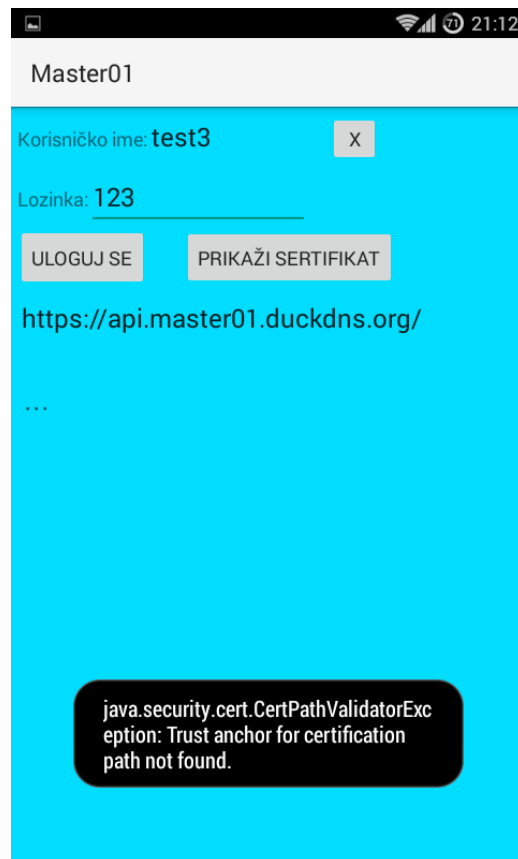 71 21:12
Master01
Korisničko ime: test3 X
Lozinka: 123
ULOGUJ SE PRIKAŽI SERTIFIKAT
https://api.master01.duckdns.org/
...
java.security.cert.CertPathValidatorExc
eption: Trust anchor for certification
path not found.